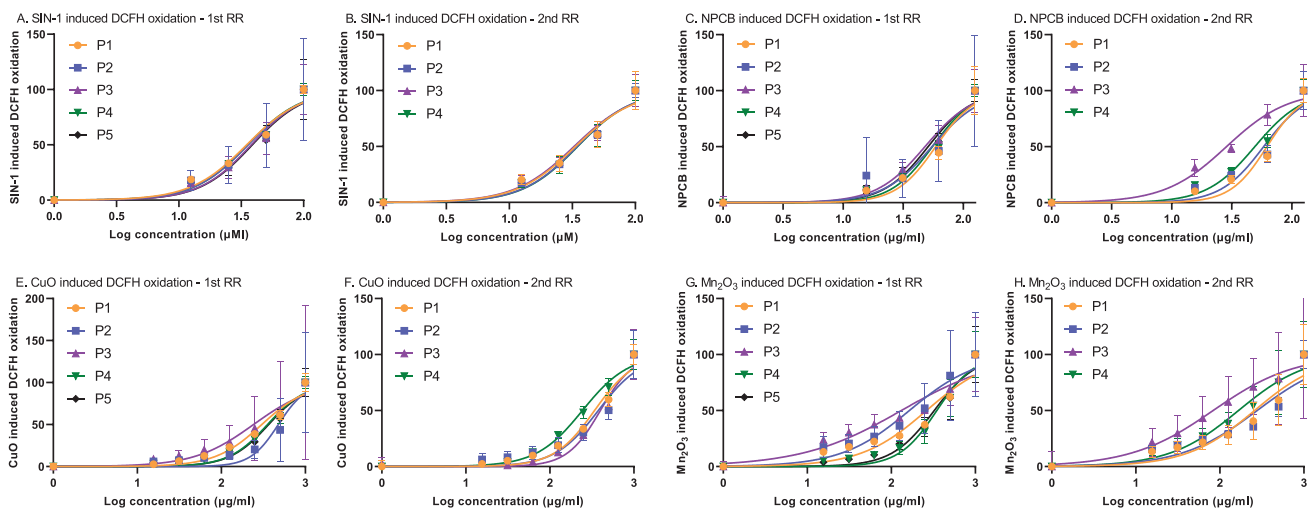 A. SIN-1 induced DCFH oxidation - 1st RR
SIN-1 induced DCFH oxidation
150
100
50
0
P1
P2
P3
P4
P5
0.0 0.5 1.0 1.5 2.0
Log concentration (µMl)
B. SIN-1 induced DCFH oxidation - 2nd RR
SIN-1 induced DCFH oxidation
150
100
50
0
P1
P2
P3
P4
0.0 0.5 1.0 1.5 2.0
Log concentration (µM)
C. NPCB induced DCFH oxidation - 1st RR
NPCB induced DCFH oxidation
150
100
50
0
P1
P2
P3
P4
P5
0.0 0.5 1.0 1.5 2.0
Log concentration (µg/ml)
D. NPCB induced DCFH oxidation - 2nd RR
NPCB induced DCFH oxidation
150
100
50
0
P1
P2
P3
P4
0.0 0.5 1.0 1.5 2.0
Log concentration (µg/ml)
E. CuO induced DCFH oxidation - 1st RR
CuO induced DCFH oxidation
200
150
100
50
0
P1
P2
P3
P4
P5
0 1 2 3
Log concentration (µg/ml)
F. CuO induced DCFH oxidation - 2nd RR
CuO induced DCFH oxidation
150
100
50
0
P1
P2
P3
P4
0 1 2 3
Log concentration (µg/ml)
G. Mn₂O₃ induced DCFH oxidation - 1st RR
Mn₂O₃ induced DCFH oxidation
150
100
50
0
P1
P2
P3
P4
P5
0 1 2 3
Log concentration (µg/ml)
H. Mn₂O₃ induced DCFH oxidation - 2nd RR
Mn₂O₃ induced DCFH oxidation
150
100
50
0
P1
P2
P3
P4
0 1 2 3
Log concentration (µg/ml)